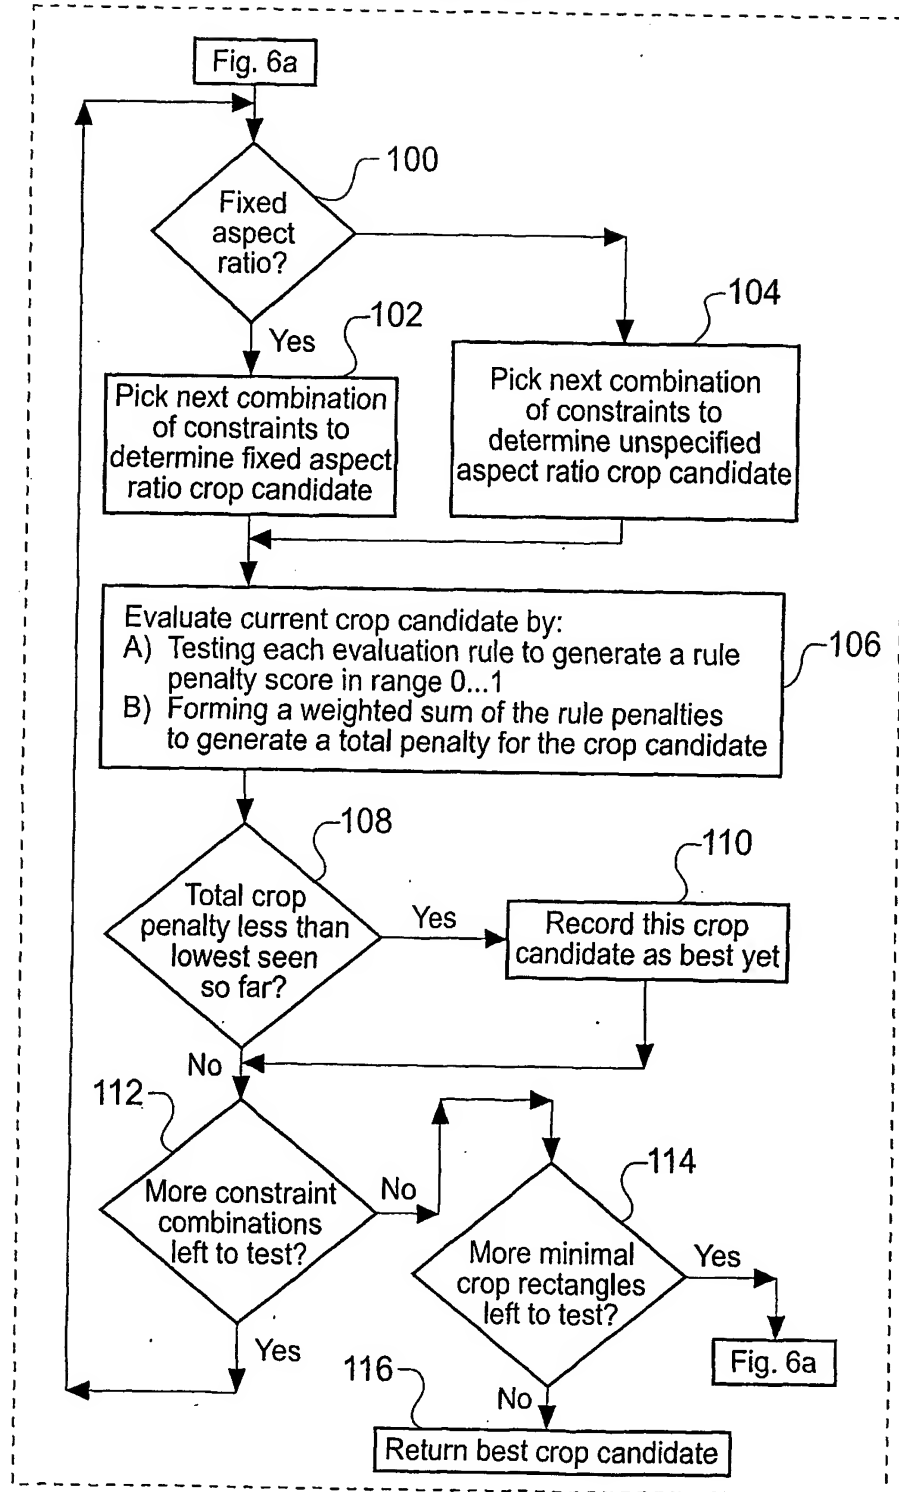 Fig. 6a
100
Fixed
aspect
ratio?
Yes
102
104
Pick next combination
of constraints to
determine fixed aspect
ratio crop candidate
Pick next combination
of constraints to
determine unspecified
aspect ratio crop candidate
Evaluate current crop candidate by:
A) Testing each evaluation rule to generate a rule
penalty score in range 0...1
B) Forming a weighted sum of the rule penalties
to generate a total penalty for the crop candidate
106
108
Total crop
penalty less than
lowest seen
so far?
Yes
110
Record this crop
candidate as best yet
No
112
More constraint
combinations
left to test?
No
Yes
114
More minimal
crop rectangles
left to test?
Yes
Fig. 6a
No
116
Return best crop candidate